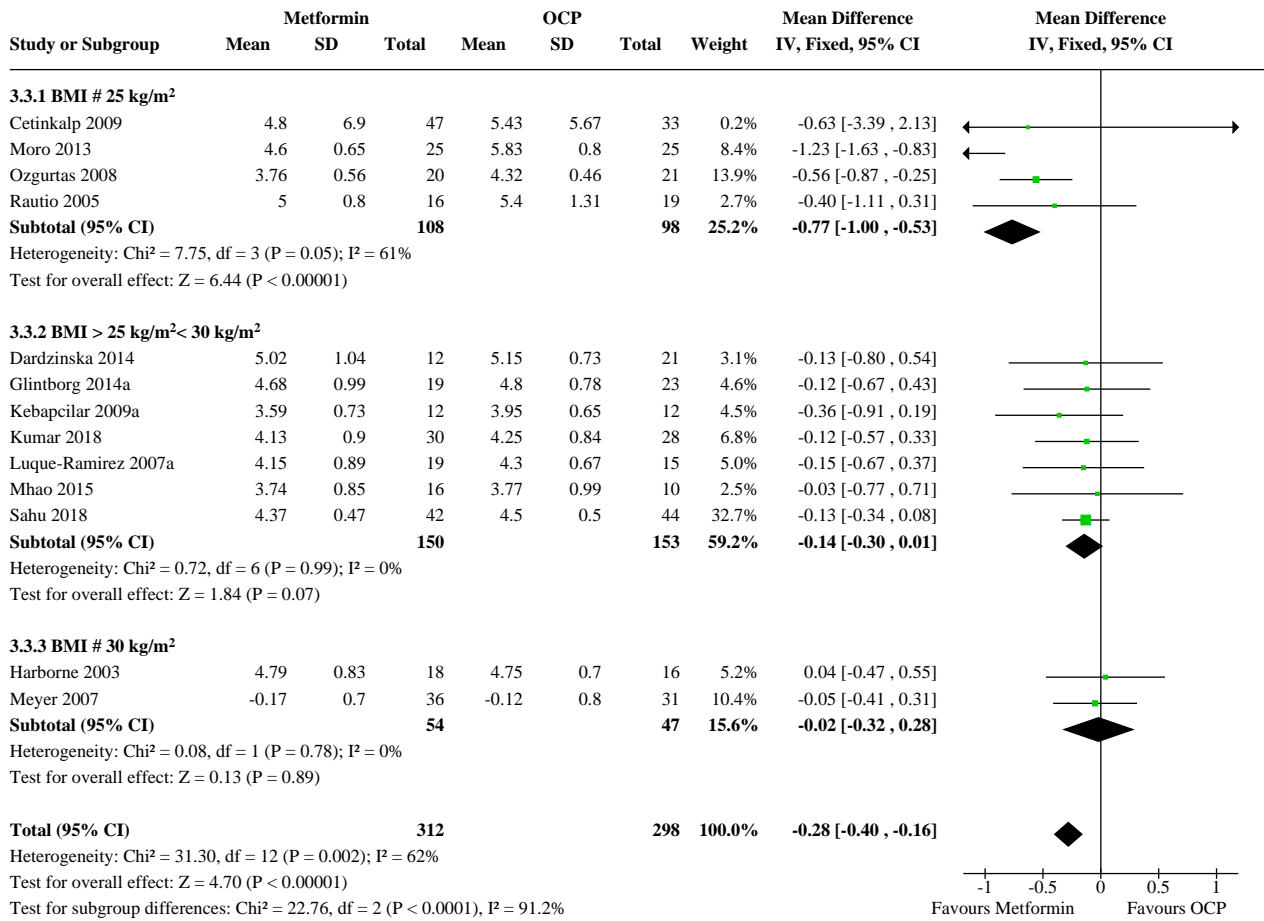 Metformin OCP Mean Difference Mean Difference
Study or Subgroup Mean SD Total Mean SD Total Weight IV, Fixed, 95% CI IV, Fixed, 95% CI
3.3.1 BMI # 25 kg/m²
Cetinkalp 2009 4.8 6.9 47 5.43 5.67 33 0.2% -0.63 [-3.39 , 2.13]
Moro 2013 4.6 0.65 25 5.83 0.8 25 8.4% -1.23 [-1.63 , -0.83]
Ozgurtas 2008 3.76 0.56 20 4.32 0.46 21 13.9% -0.56 [-0.87 , -0.25]
Rautio 2005 5 0.8 16 5.4 1.31 19 2.7% -0.40 [-1.11 , 0.31]
Subtotal (95% CI) 108 98 25.2% -0.77 [-1.00 , -0.53]
Heterogeneity: Chi² = 7.75, df = 3 (P = 0.05); I² = 61%
Test for overall effect: Z = 6.44 (P < 0.00001)
3.3.2 BMI > 25 kg/m²< 30 kg/m²
Dardzinska 2014 5.02 1.04 12 5.15 0.73 21 3.1% -0.13 [-0.80 , 0.54]
Glintborg 2014a 4.68 0.99 19 4.8 0.78 23 4.6% -0.12 [-0.67 , 0.43]
Kebapcilar 2009a 3.59 0.73 12 3.95 0.65 12 4.5% -0.36 [-0.91 , 0.19]
Kumar 2018 4.13 0.9 30 4.25 0.84 28 6.8% -0.12 [-0.57 , 0.33]
Luque-Ramirez 2007a 4.15 0.89 19 4.3 0.67 15 5.0% -0.15 [-0.67 , 0.37]
Mhao 2015 3.74 0.85 16 3.77 0.99 10 2.5% -0.03 [-0.77 , 0.71]
Sahu 2018 4.37 0.47 42 4.5 0.5 44 32.7% -0.13 [-0.34 , 0.08]
Subtotal (95% CI) 150 153 59.2% -0.14 [-0.30 , 0.01]
Heterogeneity: Chi² = 0.72, df = 6 (P = 0.99); I² = 0%
Test for overall effect: Z = 1.84 (P = 0.07)
3.3.3 BMI # 30 kg/m²
Harborne 2003 4.79 0.83 18 4.75 0.7 16 5.2% 0.04 [-0.47 , 0.55]
Meyer 2007 -0.17 0.7 36 -0.12 0.8 31 10.4% -0.05 [-0.41 , 0.31]
Subtotal (95% CI) 54 47 15.6% -0.02 [-0.32 , 0.28]
Heterogeneity: Chi² = 0.08, df = 1 (P = 0.78); I² = 0%
Test for overall effect: Z = 0.13 (P = 0.89)
Total (95% CI) 312 298 100.0% -0.28 [-0.40 , -0.16]
Heterogeneity: Chi² = 31.30, df = 12 (P = 0.002); I² = 62%
Test for overall effect: Z = 4.70 (P < 0.00001)
-1 -0.5 0 0.5 1
Test for subgroup differences: Chi² = 22.76, df = 2 (P < 0.0001), I² = 91.2% Favours Metformin Favours OCP